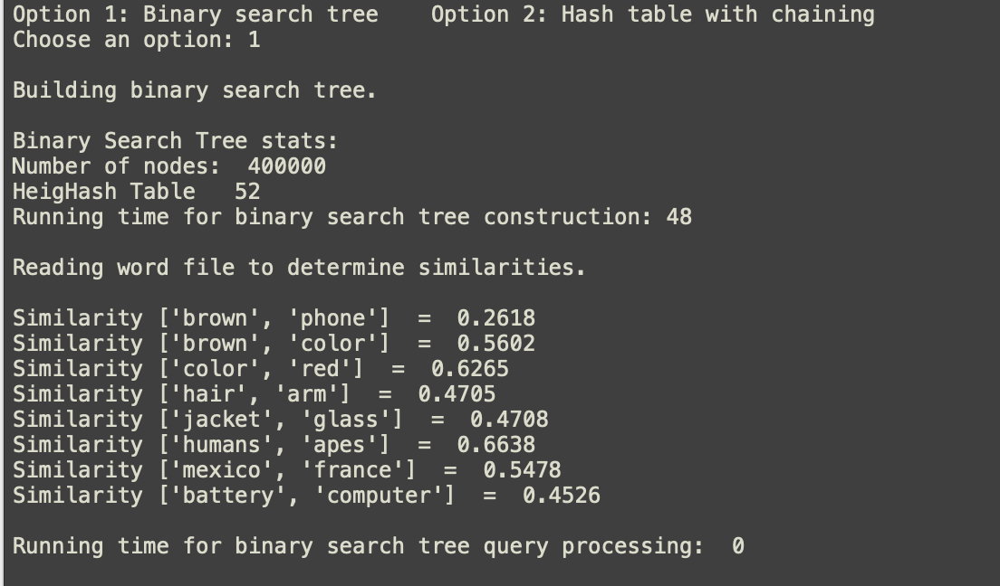 Option 1: Binary search tree    Option 2: Hash table with chaining
Choose an option: 1
Building binary search tree.
Binary Search Tree stats:
Number of nodes:  400000
HeigHash Table   52
Running time for binary search tree construction: 48
Reading word file to determine similarities.
Similarity ['brown', 'phone']  =  0.2618
Similarity ['brown', 'color']  =  0.5602
Similarity ['color', 'red']  =  0.6265
Similarity ['hair', 'arm']  =  0.4705
Similarity ['jacket', 'glass']  =  0.4708
Similarity ['humans', 'apes']  =  0.6638
Similarity ['mexico', 'france']  =  0.5478
Similarity ['battery', 'computer']  =  0.4526
Running time for binary search tree query processing:  0